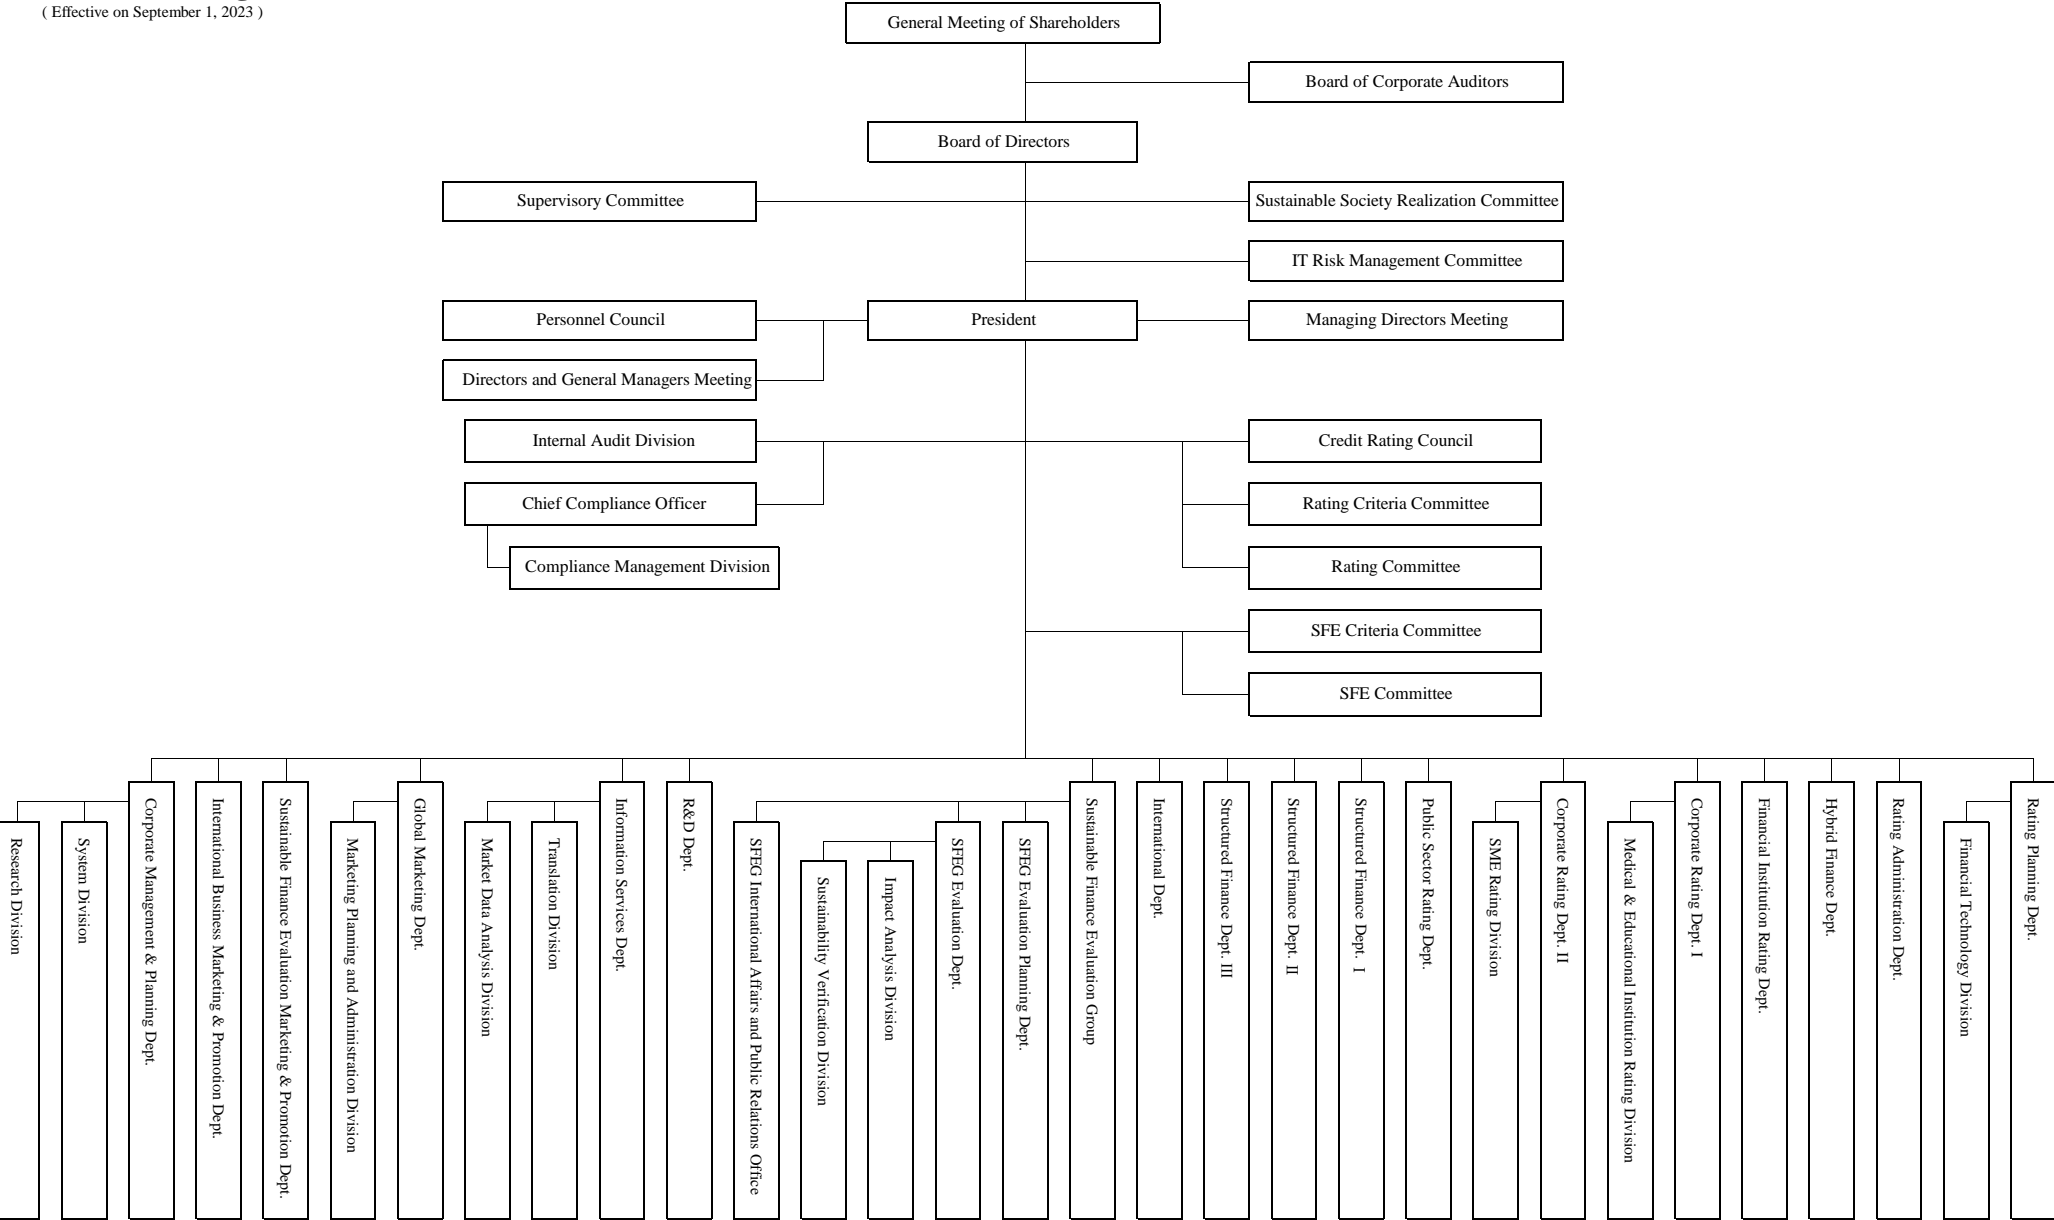 ( Effective on September 1, 2023 )
General Meeting of Shareholders
Board of Corporate Auditors
Board of Directors
Supervisory Committee
Sustainable Society Realization Committee
IT Risk Management Committee
Personnel Council
President
Managing Directors Meeting
Directors and General Managers Meeting
Internal Audit Division
Credit Rating Council
Chief Compliance Officer
Rating Criteria Committee
Compliance Management Division
Rating Committee
SFE Criteria Committee
SFE Committee
Research Division
System Division
Corporate Management & Planning Dept.
International Business Marketing & Promotion Dept.
Sustainable Finance Evaluation Marketing & Promotion Dept.
Marketing Planning and Administration Division
Global Marketing Dept.
Market Data Analysis Division
Translation Division
Information Services Dept.
R&D Dept.
SFEG International Affairs and Public Relations Office
Sustainability Verification Division
Impact Analysis Division
SFEG Evaluation Dept.
SFEG Evaluation Planning Dept.
Sustainable Finance Evaluation Group
International Dept.
Structured Finance Dept. III
Structured Finance Dept. II
Structured Finance Dept. I
Public Sector Rating Dept.
SME Rating Division
Corporate Rating Dept. II
Medical & Educational Institution Rating Division
Corporate Rating Dept. I
Financial Institution Rating Dept.
Hybrid Finance Dept.
Rating Administration Dept.
Financial Technology Division
Rating Planning Dept.